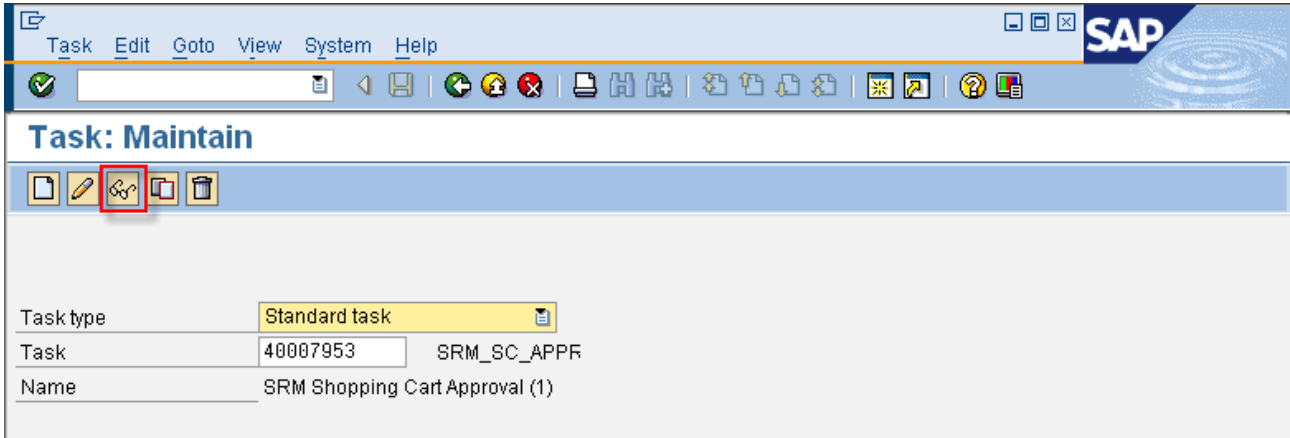 Task Edit Goto View System Help
SAP
Task: Maintain
Task type Standard task
Task 40007953 SRM_SC_APPR
Name SRM Shopping Cart Approval (1)